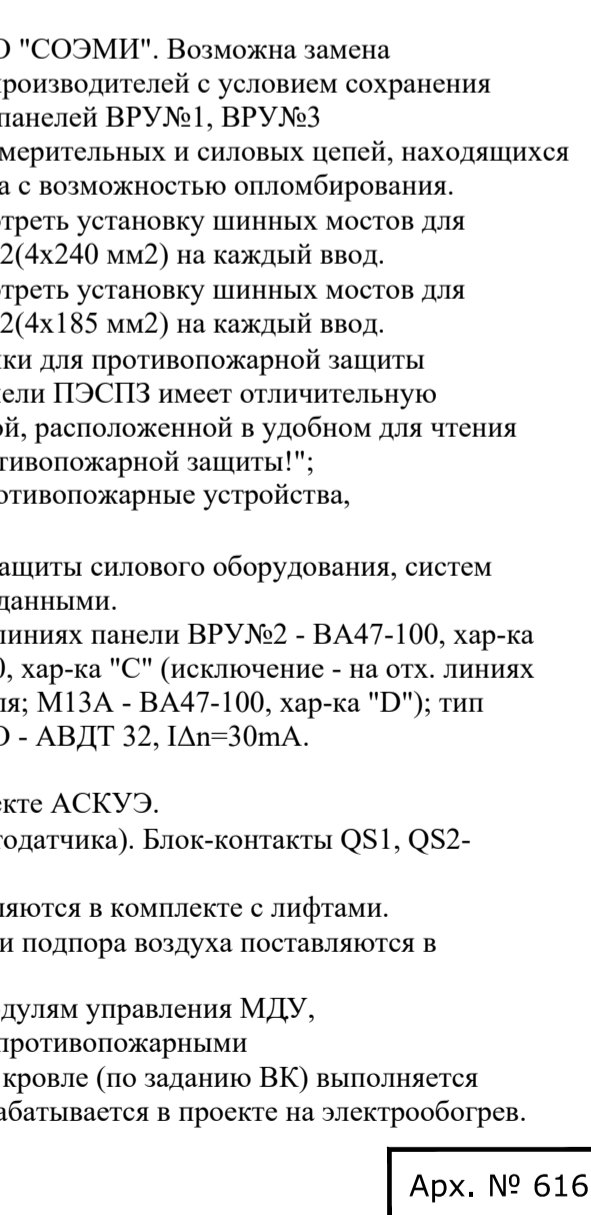 О "СОЭМИ". Возможна замена
производителей с условием сохранения
панелей ВРУ№1, ВРУ№3
мерительных и силовых цепей, находящихся
а с возможностью опломбирования.
треть установку шинных мостов для
2(4х240 мм2) на каждый ввод.
треть установку шинных мостов для
2(4х185 мм2) на каждый ввод.
ки для противопожарной защиты
ели ПЭСПЗ имеет отличительную
ой, расположенной в удобном для чтения
тивопожарной защиты!";
отивопожарные устройства,
ащиты силового оборудования, систем
данными.
линиях панели ВРУ№2 - ВА47-100, хар-ка
0, хар-ка "С" (исключение - на отх. линиях
ля; М13А - ВА47-100, хар-ка "D"); тип
О - АВДТ 32, IΔn=30mA.
екте АСКУЭ.
тодатчика). Блок-контакты QS1, QS2-
ляются в комплекте с лифтами.
и подпора воздуха поставляются в
дулям управления МДУ,
противопожарными
кровле (по заданию ВК) выполняется
абатывается в проекте на электрообогрев.
Арх. № 616